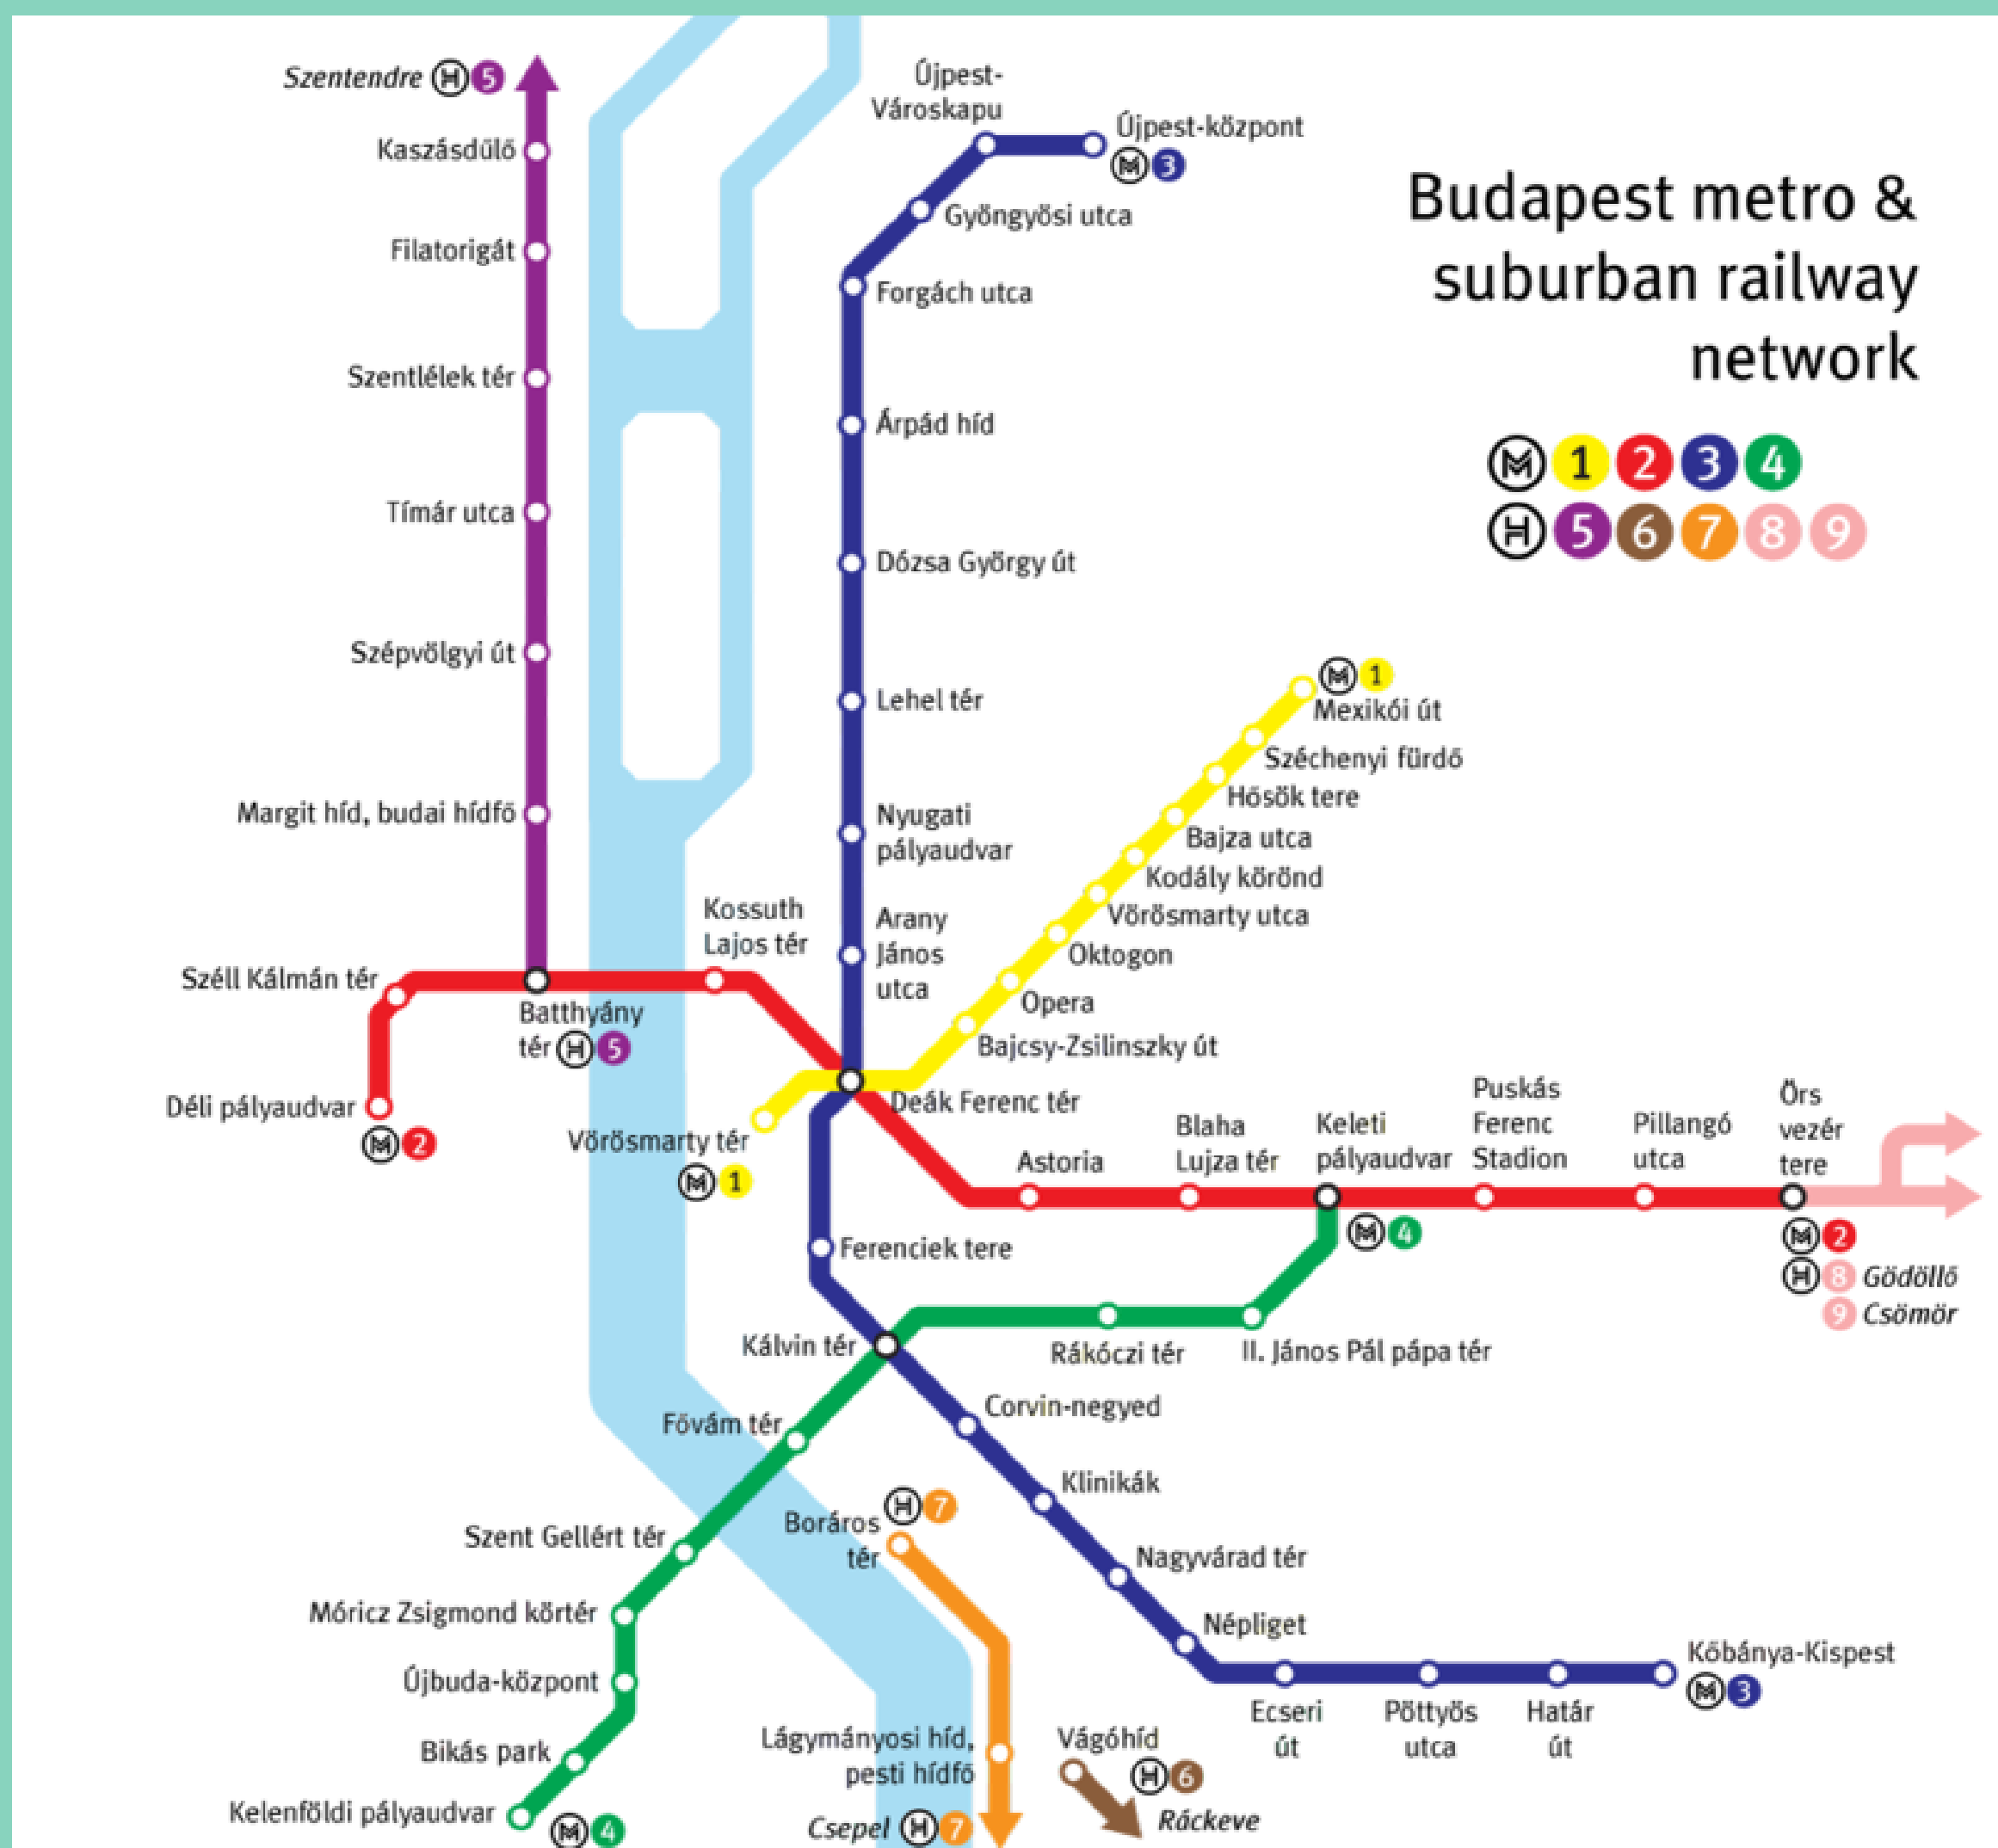 Budapest metro &
suburban railway
network
M 1 2 3 4
H 5 6 7 8 9
Szentendre H 5
Kaszásdűlő
Filatorigát
Szentlélek tér
Tímár utca
Szépvölgyi út
Margit híd, budai hídfő
Újpest-
Városkapu
Újpest-központ
M 3
Gyöngyösi utca
Forgách utca
Árpád híd
Dózsa György út
Lehel tér
Nyugati
pályaudvar
Arany
János
utca
M 1
Mexikói út
Széchenyi fürdő
Hősök tere
Bajza utca
Kodály körönd
Vörösmarty utca
Oktogon
Opera
Bajcsy-Zsilinszky út
Deák Ferenc tér
Vörösmarty tér
M 1
Kossuth
Lajos tér
Széll Kálmán tér
Batthyány
tér H 5
Déli pályaudvar
M 2
Astoria
Blaha
Lujza tér
Keleti
pályaudvar
M 4
Puskás
Ferenc
Stadion
Pillangó
utca
Örs
vezér
tere
M 2
H 8 Gödöllő
9 Csömör
Ferenciek tere
Kálvin tér
Rákóczi tér
II. János Pál pápa tér
Corvin-negyed
Klinikák
Nagyvárad tér
Népliget
Ecseri
út
Pöttyös
utca
Határ
út
Kőbánya-Kispest
M 3
Fővám tér
Szent Gellért tér
Móricz Zsigmond körtér
Újbuda-központ
Bikás park
Kelenföldi pályaudvar
M 4
H 7
Boráros
tér
Lágymányosi híd,
pesti hídfő
Csepel H 7
Vágóhíd
H 6
Ráckeve